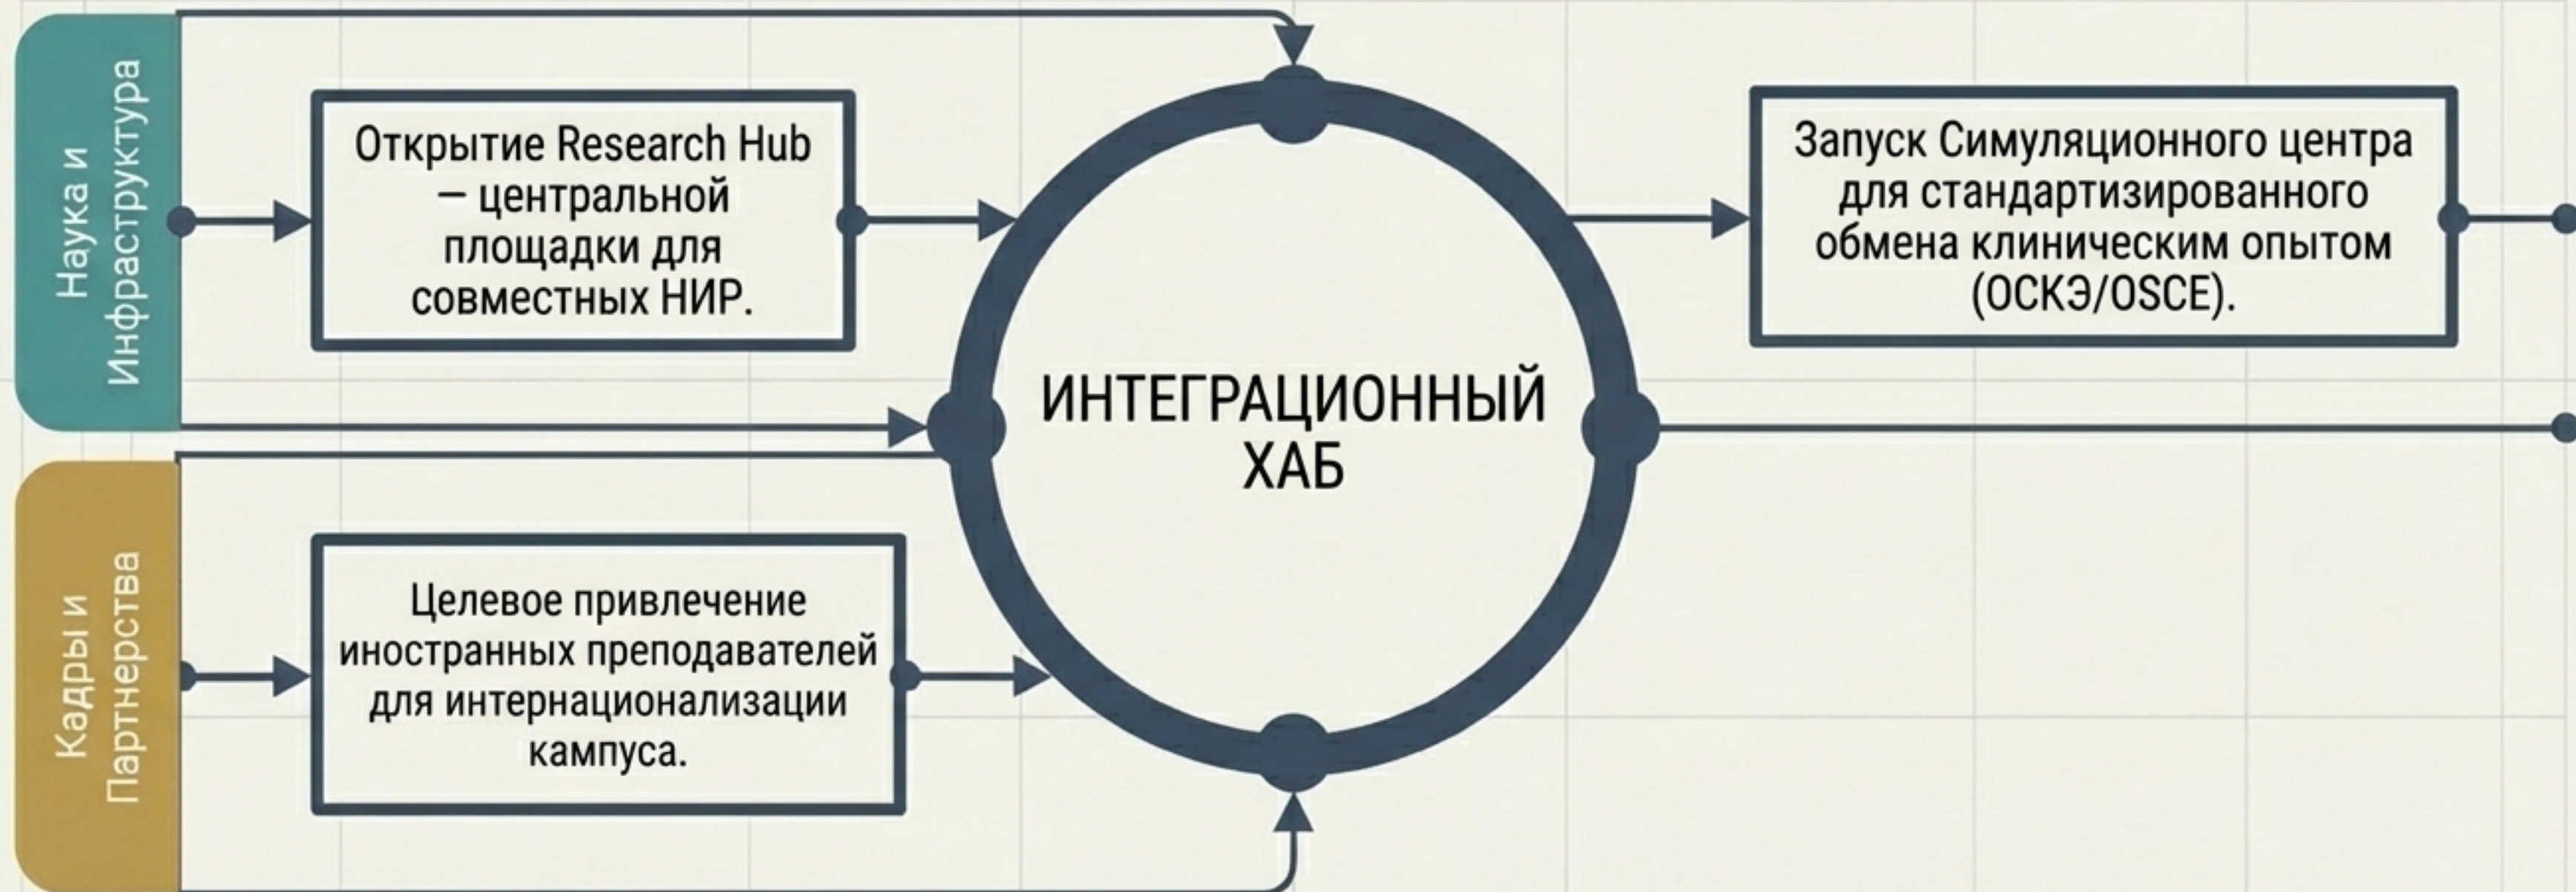 Наука и
Инфраструктура
Открытие Research Hub
— центральной
площадки для
совместных НИР.
ИНТЕГРАЦИОННЫЙ
ХАБ
Запуск Симуляционного центра
для стандартизированного
обмена клиническим опытом
(ОСКЭ/OSCE).
Кадры и
Партнерства
Целевое привлечение
иностранных преподавателей
для интернационализации
кампуса.